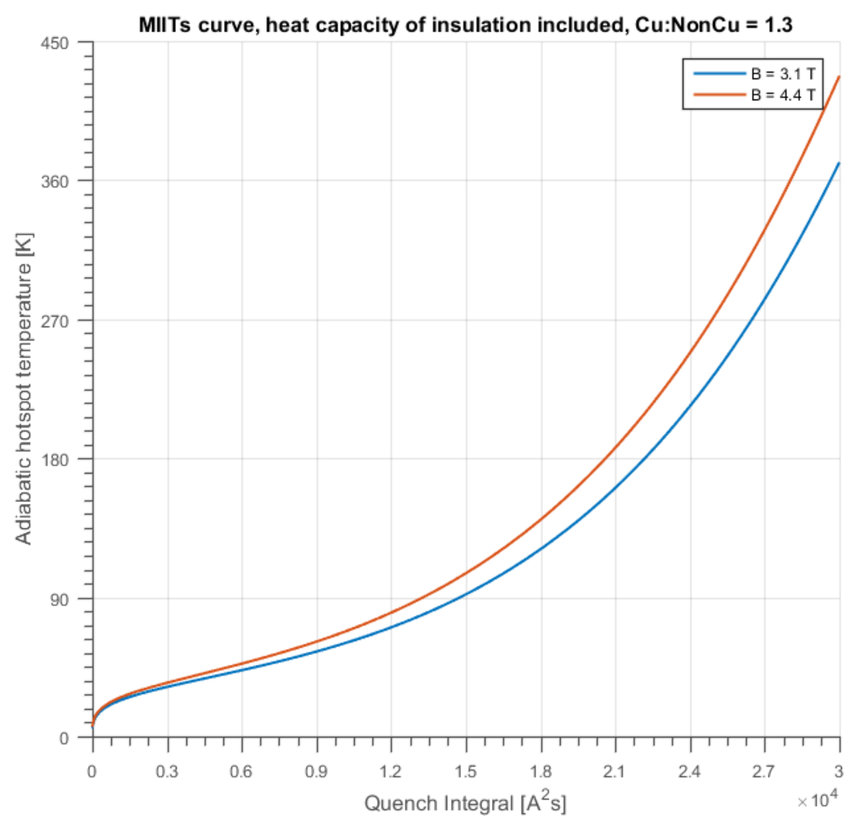 MIITs curve, heat capacity of insulation included, Cu:NonCu = 1.3
450
360
270
180
90
0
Adiabatic hotspot temperature [K]
B = 3.1 T
B = 4.4 T
0 0.3 0.6 0.9 1.2 1.5 1.8 2.1 2.4 2.7 3
×10⁴
Quench Integral [A²s]